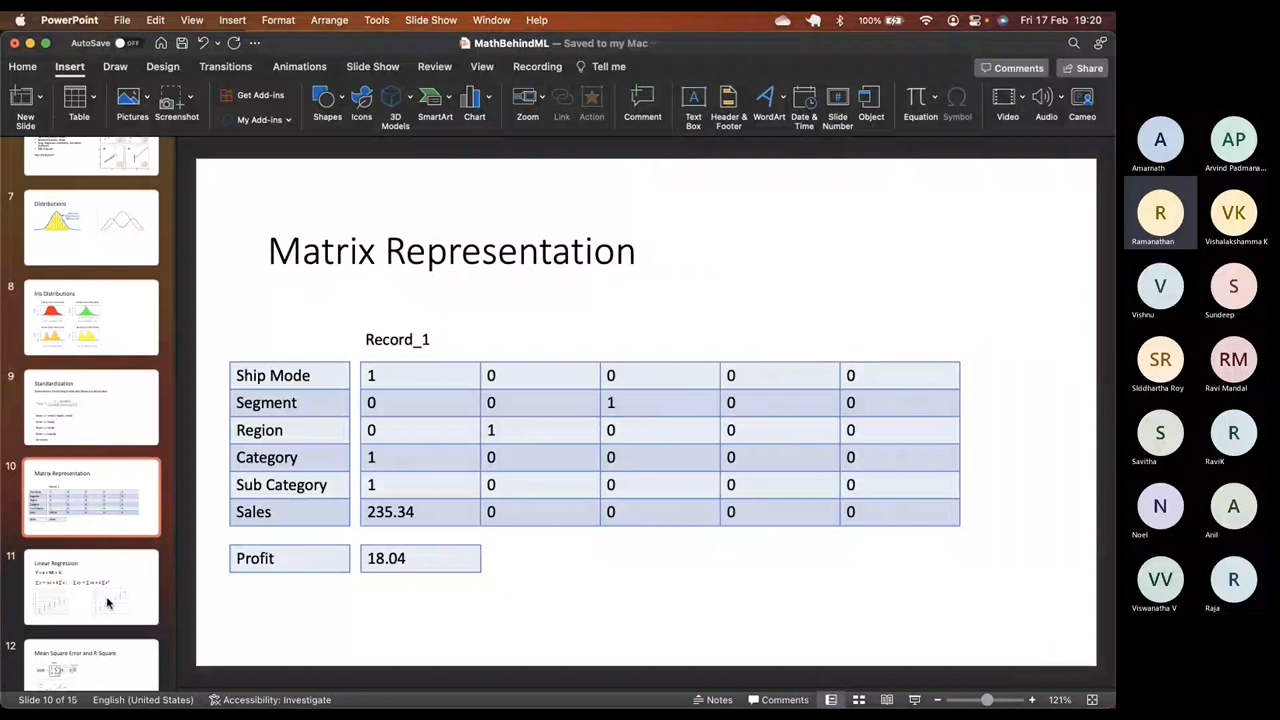 PowerPoint File Edit View Insert Format Arrange Tools Slide Show Window Help 100% Fri 17 Feb 19:20
AutoSave OFF MathBehindML — Saved to my Mac
Home Insert Draw Design Transitions Animations Slide Show Review View Recording Tell me Comments Share
New Slide Table Pictures Screenshot Get Add-ins My Add-ins Shapes Icons 3D Models SmartArt Chart Zoom Link Action Comment Text Box Header & Footer WordArt Date & Time Slide Number Object Equation Symbol Video Audio Cameo
7
Distributions
8
Iris Distributions
9
Standardization
10
Matrix Representation
11
Linear Regression
12
Mean Square Error and R-Square
Matrix Representation
Record_1
Ship Mode 1 0 0 0 0
Segment 0 0 1 0 0
Region 0 1 0 0 0
Category 1 0 0 0 0
Sub Category 1 0 0 0 0
Sales 235.34 0 0 0 0
Profit 18.04
Slide 10 of 15 English (United States) Accessibility: Investigate Notes Comments 121%
A AP
Amarnath Arvind Padmana...
R VK
Ramanathan Vishalakshamma K
V S
Vishnu Sundeep
SR RM
Siddhartha Roy Ravi Mandal
S R
Savitha RaviK
N A
Noel Anil
VV R
Viswanatha V Raja